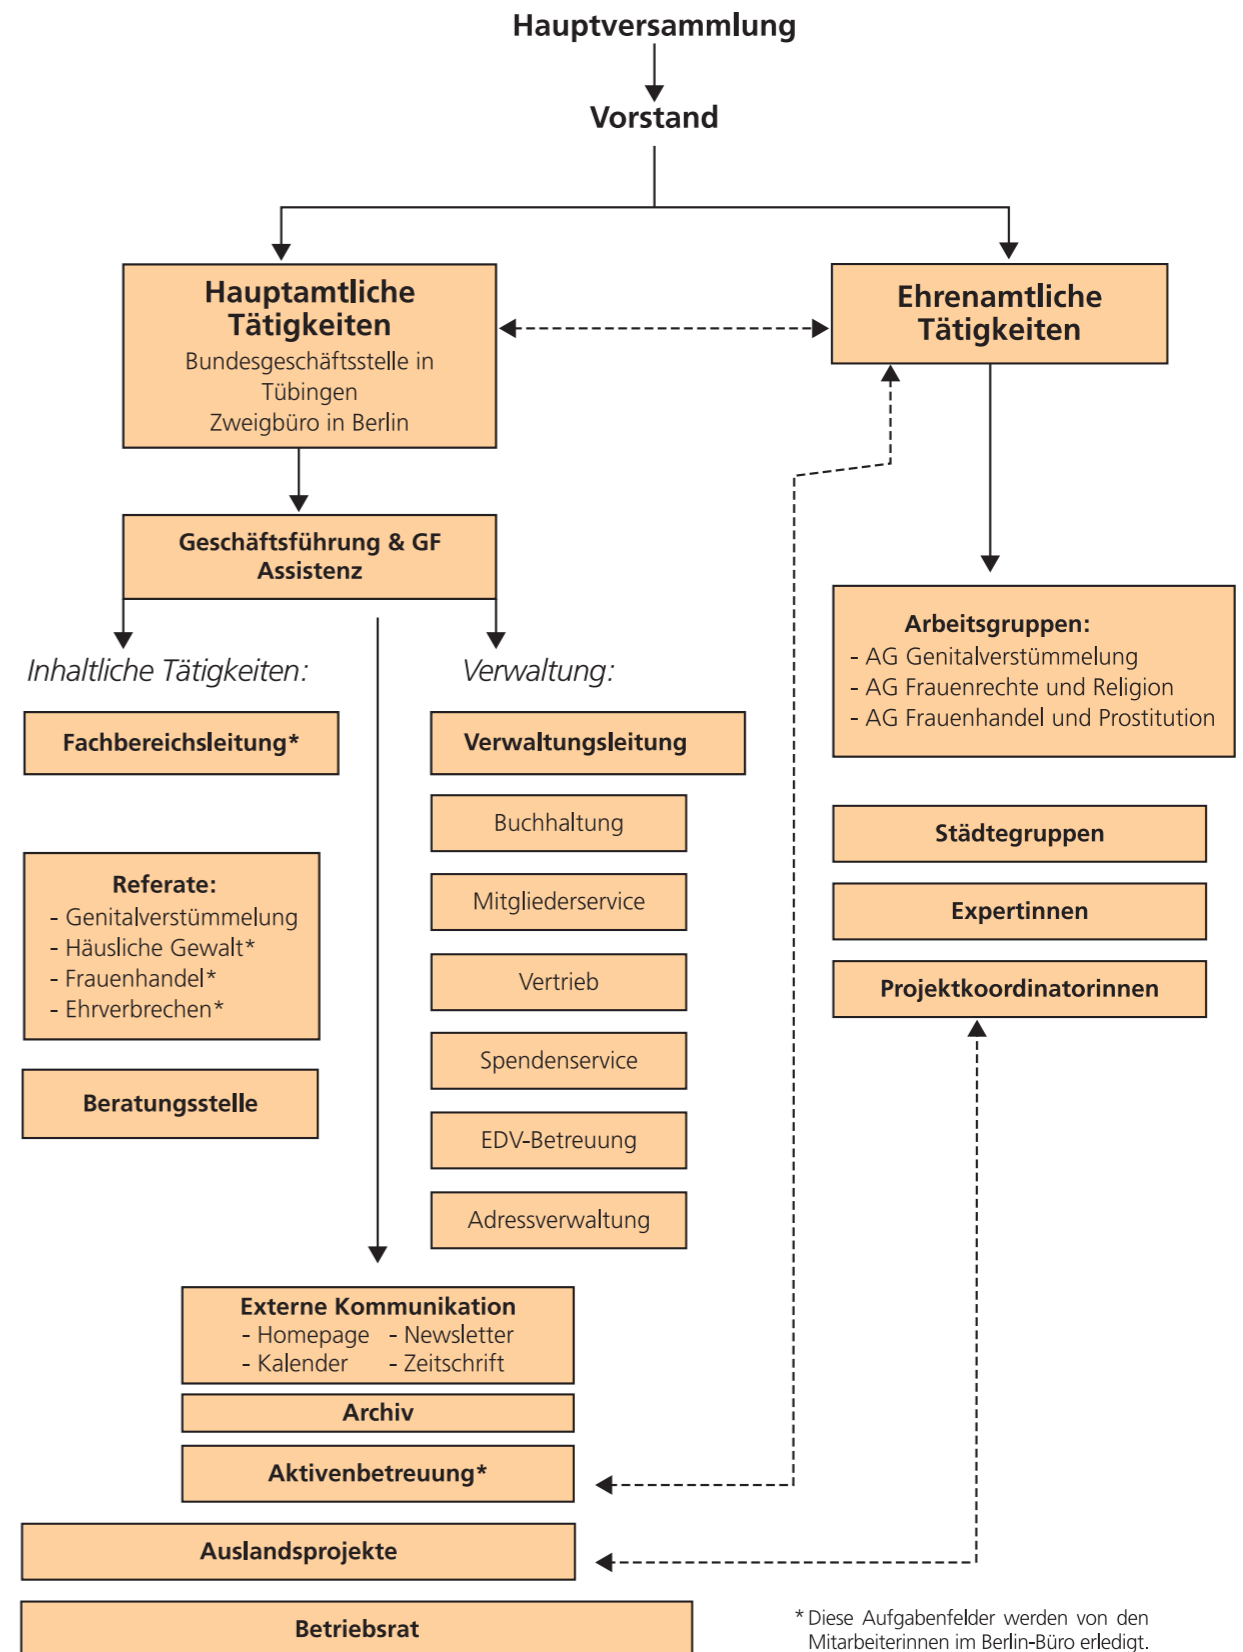 Hauptversammlung
Vorstand
Hauptamtliche
Tätigkeiten
Bundesgeschäftsstelle in
Tübingen
Zweigbüro in Berlin
Ehrenamtliche
Tätigkeiten
Geschäftsführung & GF
Assistenz
Inhaltliche Tätigkeiten:
Fachbereichsleitung*
Referate:
- Genitalverstümmelung
- Häusliche Gewalt*
- Frauenhandel*
- Ehrverbrechen*
Beratungsstelle
Verwaltung:
Verwaltungsleitung
Buchhaltung
Mitgliederservice
Vertrieb
Spendenservice
EDV-Betreuung
Adressverwaltung
Arbeitsgruppen:
- AG Genitalverstümmelung
- AG Frauenrechte und Religion
- AG Frauenhandel und Prostitution
Städtegruppen
Expertinnen
Projektkoordinatorinnen
Externe Kommunikation
- Homepage - Newsletter
- Kalender - Zeitschrift
Archiv
Aktivenbetreuung*
Auslandsprojekte
Betriebsrat
* Diese Aufgabenfelder werden von den
Mitarbeiterinnen im Berlin-Büro erledigt.